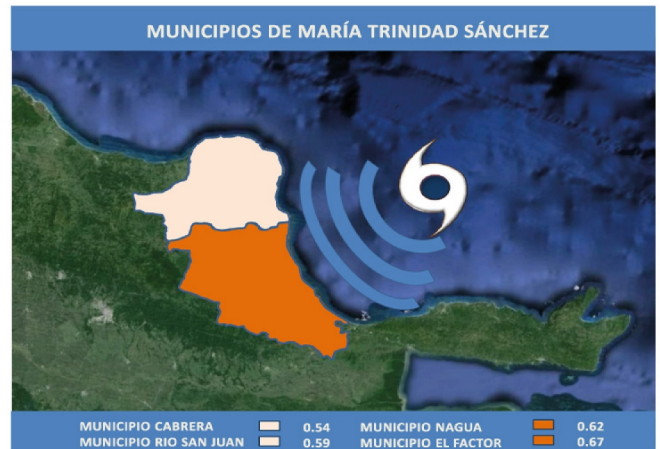 MUNICIPIOS DE MARÍA TRINIDAD SÁNCHEZ
MUNICIPIO CABRERA 0.54 MUNICIPIO NAGUA 0.62
MUNICIPIO RIO SAN JUAN 0.59 MUNICIPIO EL FACTOR 0.67